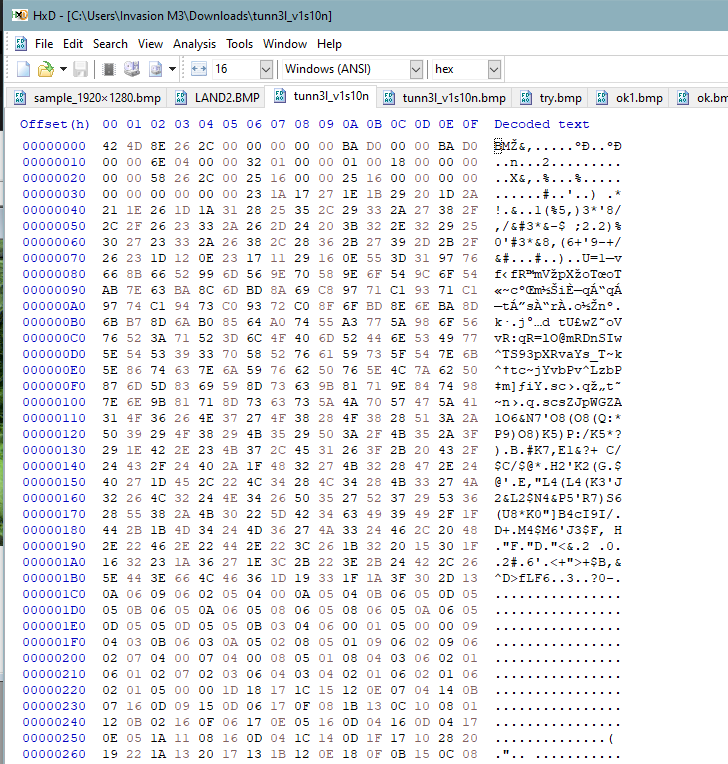 HxD - [C:\Users\Invasion M3\Downloads\tunn3l_v1s10n]
File Edit Search View Analysis Tools Window Help
16 Windows (ANSI) hex
sample_1920×1280.bmp LAND2.BMP tunn3l_v1s10n tunn3l_v1s10n.bmp try.bmp ok1.bmp ok.bm
Offset(h) 00 01 02 03 04 05 06 07 08 09 0A 0B 0C 0D 0E 0F Decoded text
00000000 42 4D 8E 26 2C 00 00 00 00 00 BA D0 00 00 BA D0 BMŽ&,.....ºÐ..ºÐ
00000010 00 00 6E 04 00 00 32 01 00 00 01 00 18 00 00 00 ..n...2.........
00000020 00 00 58 26 2C 00 25 16 00 00 25 16 00 00 00 00 ..X&,.%...%.....
00000030 00 00 00 00 00 00 23 1A 17 27 1E 1B 29 20 1D 2A ......#..'..) .*
00000040 21 1E 26 1D 1A 31 28 25 35 2C 29 33 2A 27 38 2F !.&..1(%5,)3*'8/
00000050 2C 2F 26 23 33 2A 26 2D 24 20 3B 32 2E 32 29 25 ,/&#3*&-$ ;2.2)%
00000060 30 27 23 33 2A 26 38 2C 28 36 2B 27 39 2D 2B 2F 0'#3*&8,(6+'9-+/
00000070 26 23 1D 12 0E 23 17 11 29 16 0E 55 3D 31 97 76 &#...#..)..U=1—v
00000080 66 8B 66 52 99 6D 56 9E 70 58 9E 6F 54 9C 6F 54 f‹fR™mVžpXžoTœoT
00000090 AB 7E 63 BA 8C 6D BD 8A 69 C8 97 71 C1 93 71 C1 «~cºŒm½ŠiÈ—qÁ“qÁ
000000A0 97 74 C1 94 73 C0 93 72 C0 8F 6F BD 8E 6E BA 8D —tÁ”sÀ“rÀ.o½Žnº.
000000B0 6B B7 8D 6A B0 85 64 A0 74 55 A3 77 5A 98 6F 56 k·.j°…d tU£wZ˜oV
000000C0 76 52 3A 71 52 3D 6C 4F 40 6D 52 44 6E 53 49 77 vR:qR=lO@mRDnSIw
000000D0 5E 54 53 39 33 70 58 52 76 61 59 73 5F 54 7E 6B ^TS93pXRvaYs_T~k
000000E0 5E 86 74 63 7E 6A 59 76 62 50 76 5E 4C 7A 62 50 ^†tc~jYvbPv^LzbP
000000F0 87 6D 5D 83 69 59 8D 73 63 9B 81 71 9E 84 74 98 ‡m]ƒiY.sc›.qž„t˜
00000100 7E 6E 9B 81 71 8D 73 63 73 5A 4A 70 57 47 5A 41 ~n›.q.scsZJpWGZA
00000110 31 4F 36 26 4E 37 27 4F 38 28 4F 38 28 51 3A 2A 1O6&N7'O8(O8(Q:*
00000120 50 39 29 4F 38 29 4B 35 29 50 3A 2F 4B 35 2A 3F P9)O8)K5)P:/K5*?
00000130 29 1E 42 2E 23 4B 37 2C 45 31 26 3F 2B 20 43 2F ).B.#K7,E1&?+ C/
00000140 24 43 2F 24 40 2A 1F 48 32 27 4B 32 28 47 2E 24 $C/$@*.H2'K2(G.$
00000150 40 27 1D 45 2C 22 4C 34 28 4C 34 28 4B 33 27 4A @'.E,"L4(L4(K3'J
00000160 32 26 4C 32 24 4E 34 26 50 35 27 52 37 29 53 36 2&L2$N4&P5'R7)S6
00000170 28 55 38 2A 4B 30 22 5D 42 34 63 49 39 49 2F 1F (U8*K0"]B4cI9I/.
00000180 44 2B 1B 4D 34 24 4D 36 27 4A 33 24 46 2C 20 48 D+.M4$M6'J3$F, H
00000190 2E 22 46 2E 22 44 2E 22 3C 26 1B 32 20 15 30 1F ."F."D."<&.2 .0.
000001A0 16 32 23 1A 36 27 1E 3C 2B 22 3E 2B 24 42 2C 26 .2#.6'.<+">+$B,&
000001B0 5E 44 3E 66 4C 46 36 1D 19 33 1F 1A 3F 30 2D 13 ^D>fLF6..3..?0-.
000001C0 0A 06 09 06 02 05 04 00 0A 05 04 0B 06 05 0D 05 ................
000001D0 05 0B 06 05 0A 06 05 08 06 05 08 06 05 0A 06 05 ................
000001E0 0D 05 05 0D 05 05 0B 03 04 06 00 01 05 00 00 09 ................
000001F0 04 03 0B 06 03 0A 05 02 08 05 01 09 06 02 09 06 ................
00000200 02 07 04 00 07 04 00 08 05 01 08 04 03 06 02 01 ................
00000210 06 01 02 07 02 03 06 04 03 04 02 01 06 02 01 06 ................
00000220 02 01 05 00 00 1D 18 17 1C 15 12 0E 07 04 14 0B ................
00000230 07 16 0D 09 15 0D 06 17 0F 08 1B 13 0C 10 08 01 ................
00000240 12 0B 02 16 0F 06 17 0E 05 16 0D 04 16 0D 04 17 ................
00000250 0E 05 1A 11 08 16 0D 04 1C 14 0D 1F 17 10 28 20 ..............(
00000260 19 22 1A 13 20 17 13 1B 12 0E 18 0F 0B 15 0C 08 .".. ...........